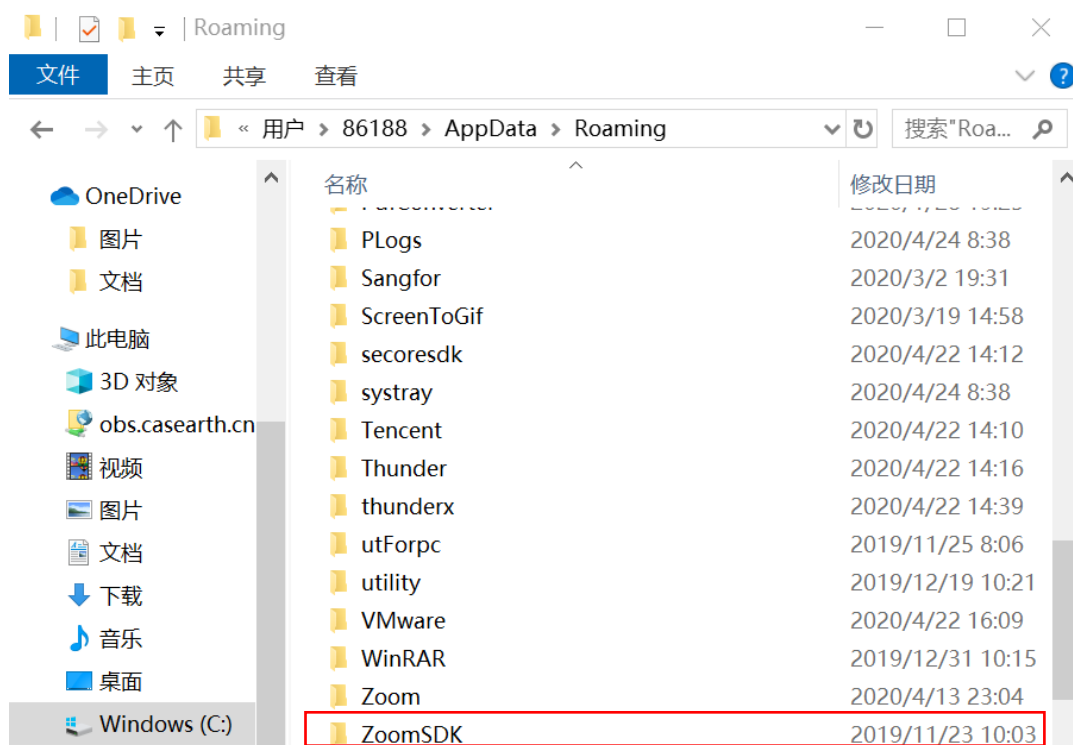 Roaming
文件 主页 共享 查看
« 用户 > 86188 > AppData > Roaming 搜索"Roa...
名称 修改日期
OneDrive
图片
文档
此电脑
3D 对象
obs.casearth.cn
视频
图片
文档
下载
音乐
桌面
Windows (C:)
PLogs 2020/4/24 8:38
Sangfor 2020/3/2 19:31
ScreenToGif 2020/3/19 14:58
secoresdk 2020/4/22 14:12
systray 2020/4/24 8:38
Tencent 2020/4/22 14:10
Thunder 2020/4/22 14:16
thunderx 2020/4/22 14:39
utForpc 2019/11/25 8:06
utility 2019/12/19 10:21
VMware 2020/4/22 16:09
WinRAR 2019/12/31 10:15
Zoom 2020/4/13 23:04
ZoomSDK 2019/11/23 10:03